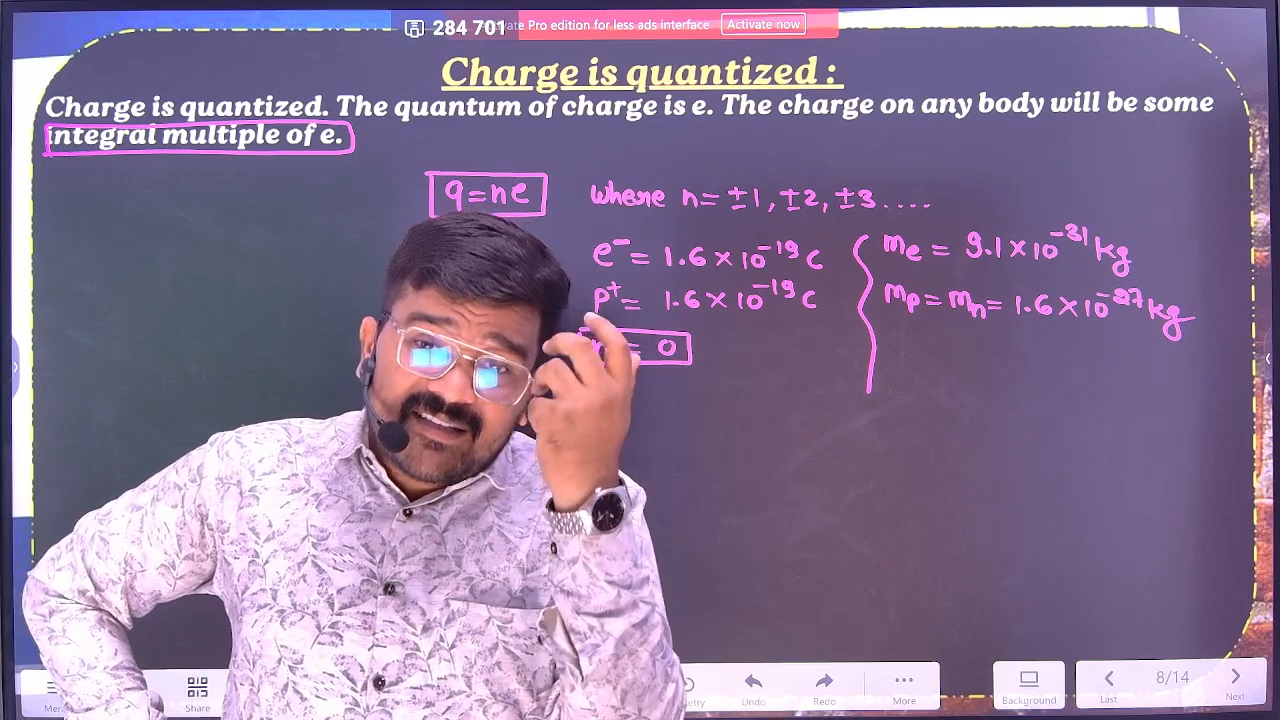 284 701
ate Pro edition for less ads interface
Activate now
Charge is quantized :
Charge is quantized. The quantum of charge is e. The charge on any body will be some
integral multiple of e.
q=ne where n= ±1, ±2, ±3....
e⁻ = 1.6 × 10⁻¹⁹ C
mₑ = 9.1 × 10⁻³¹ kg
P⁺ = 1.6 × 10⁻¹⁹ C
mₚ = mₙ = 1.6 × 10⁻²⁷ kg
= 0
Share
Undo
Redo
More
Background
Last
8/14
Next